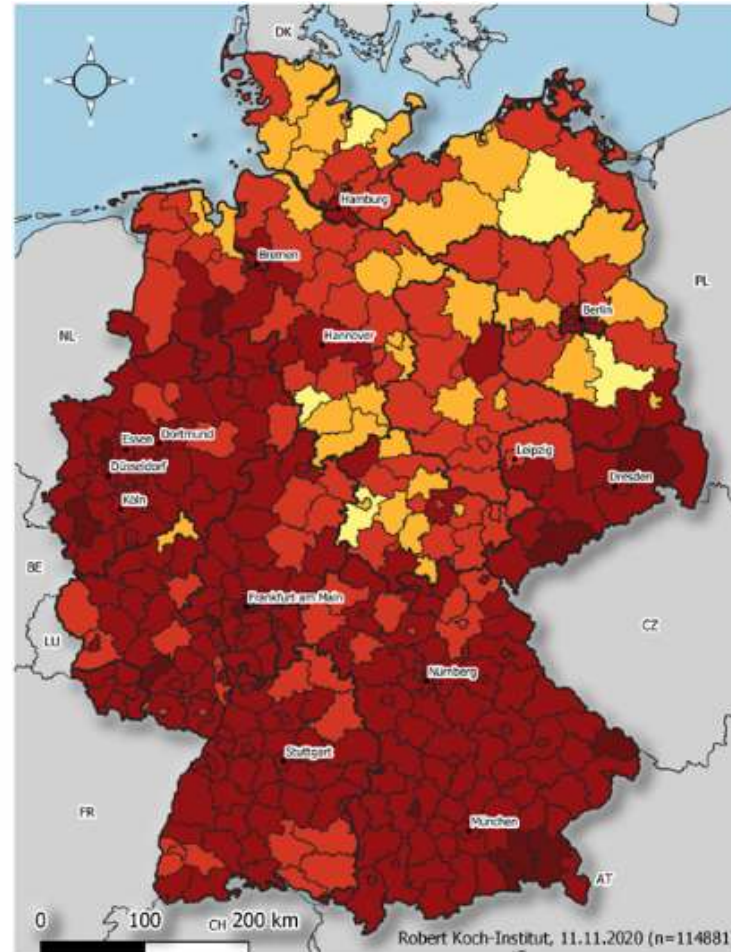 DK
Hamburg
Bremen
PL
Berlin
NL
Hannover
Essen
Dortmund
Düsseldorf
Leipzig
Dresden
Köln
BE
Frankfurt am Main
LU
CZ
Nürnberg
Stuttgart
FR
München
AT
0 100 CH 200 km
Robert Koch-Institut, 11.11.2020 (n=114881